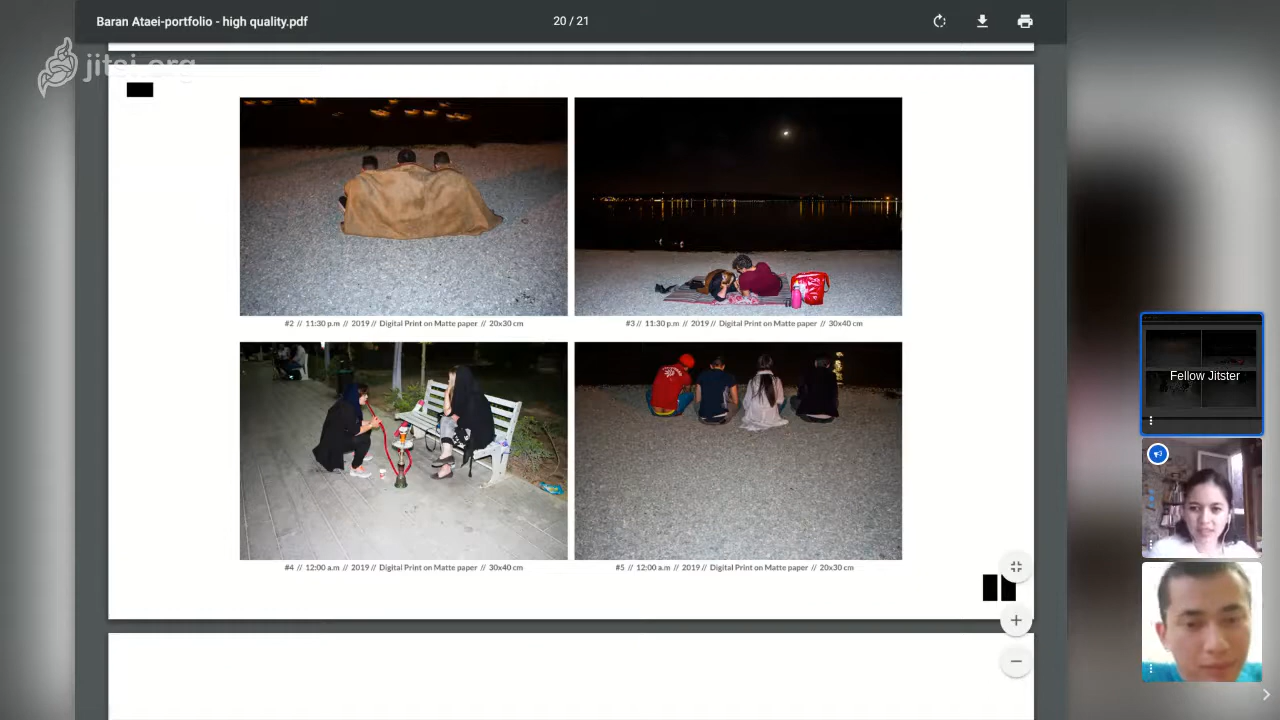 Baran Ataei-portfolio - high quality.pdf
20 / 21
jitsi.org
#2 // 11:30 p.m // 2019 // Digital Print on Matte paper // 20x30 cm
#3 // 11:30 p.m // 2019 // Digital Print on Matte paper // 30x40 cm
#4 // 12:00 a.m // 2019 // Digital Print on Matte paper // 30x40 cm
#5 // 12:00 a.m // 2019 // Digital Print on Matte paper // 20x30 cm
Fellow Jitster